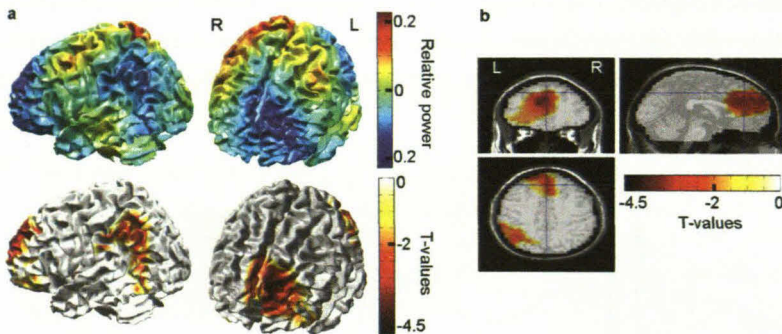 a
R L
0.2
0
0.2
Relative power
0
-2
-4.5
T-values
b
L R
-4.5 -2 0
T-values